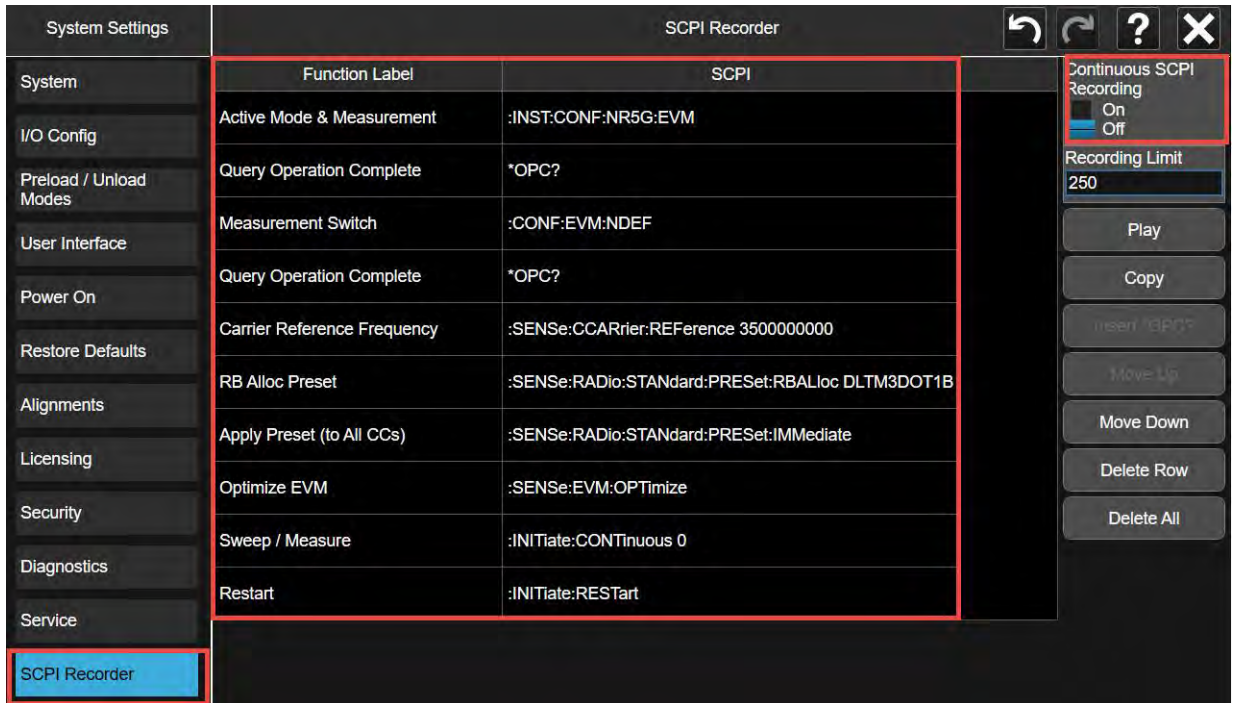 System Settings
SCPI Recorder
?
System
I/O Config
Preload / Unload
Modes
User Interface
Power On
Restore Defaults
Alignments
Licensing
Security
Diagnostics
Service
SCPI Recorder
Function Label SCPI
Active Mode & Measurement :INST:CONF:NR5G:EVM
Query Operation Complete *OPC?
Measurement Switch :CONF:EVM:NDEF
Query Operation Complete *OPC?
Carrier Reference Frequency :SENSe:CCARrier:REFerence 3500000000
RB Alloc Preset :SENSe:RADio:STANdard:PRESet:RBALloc DLTM3DOT1B
Apply Preset (to All CCs) :SENSe:RADio:STANdard:PRESet:IMMediate
Optimize EVM :SENSe:EVM:OPTimize
Sweep / Measure :INITiate:CONTinuous 0
Restart :INITiate:RESTart
Continuous SCPI
Recording
On
Off
Recording Limit
250
Play
Copy
Insert *OPC?
Move Up
Move Down
Delete Row
Delete All